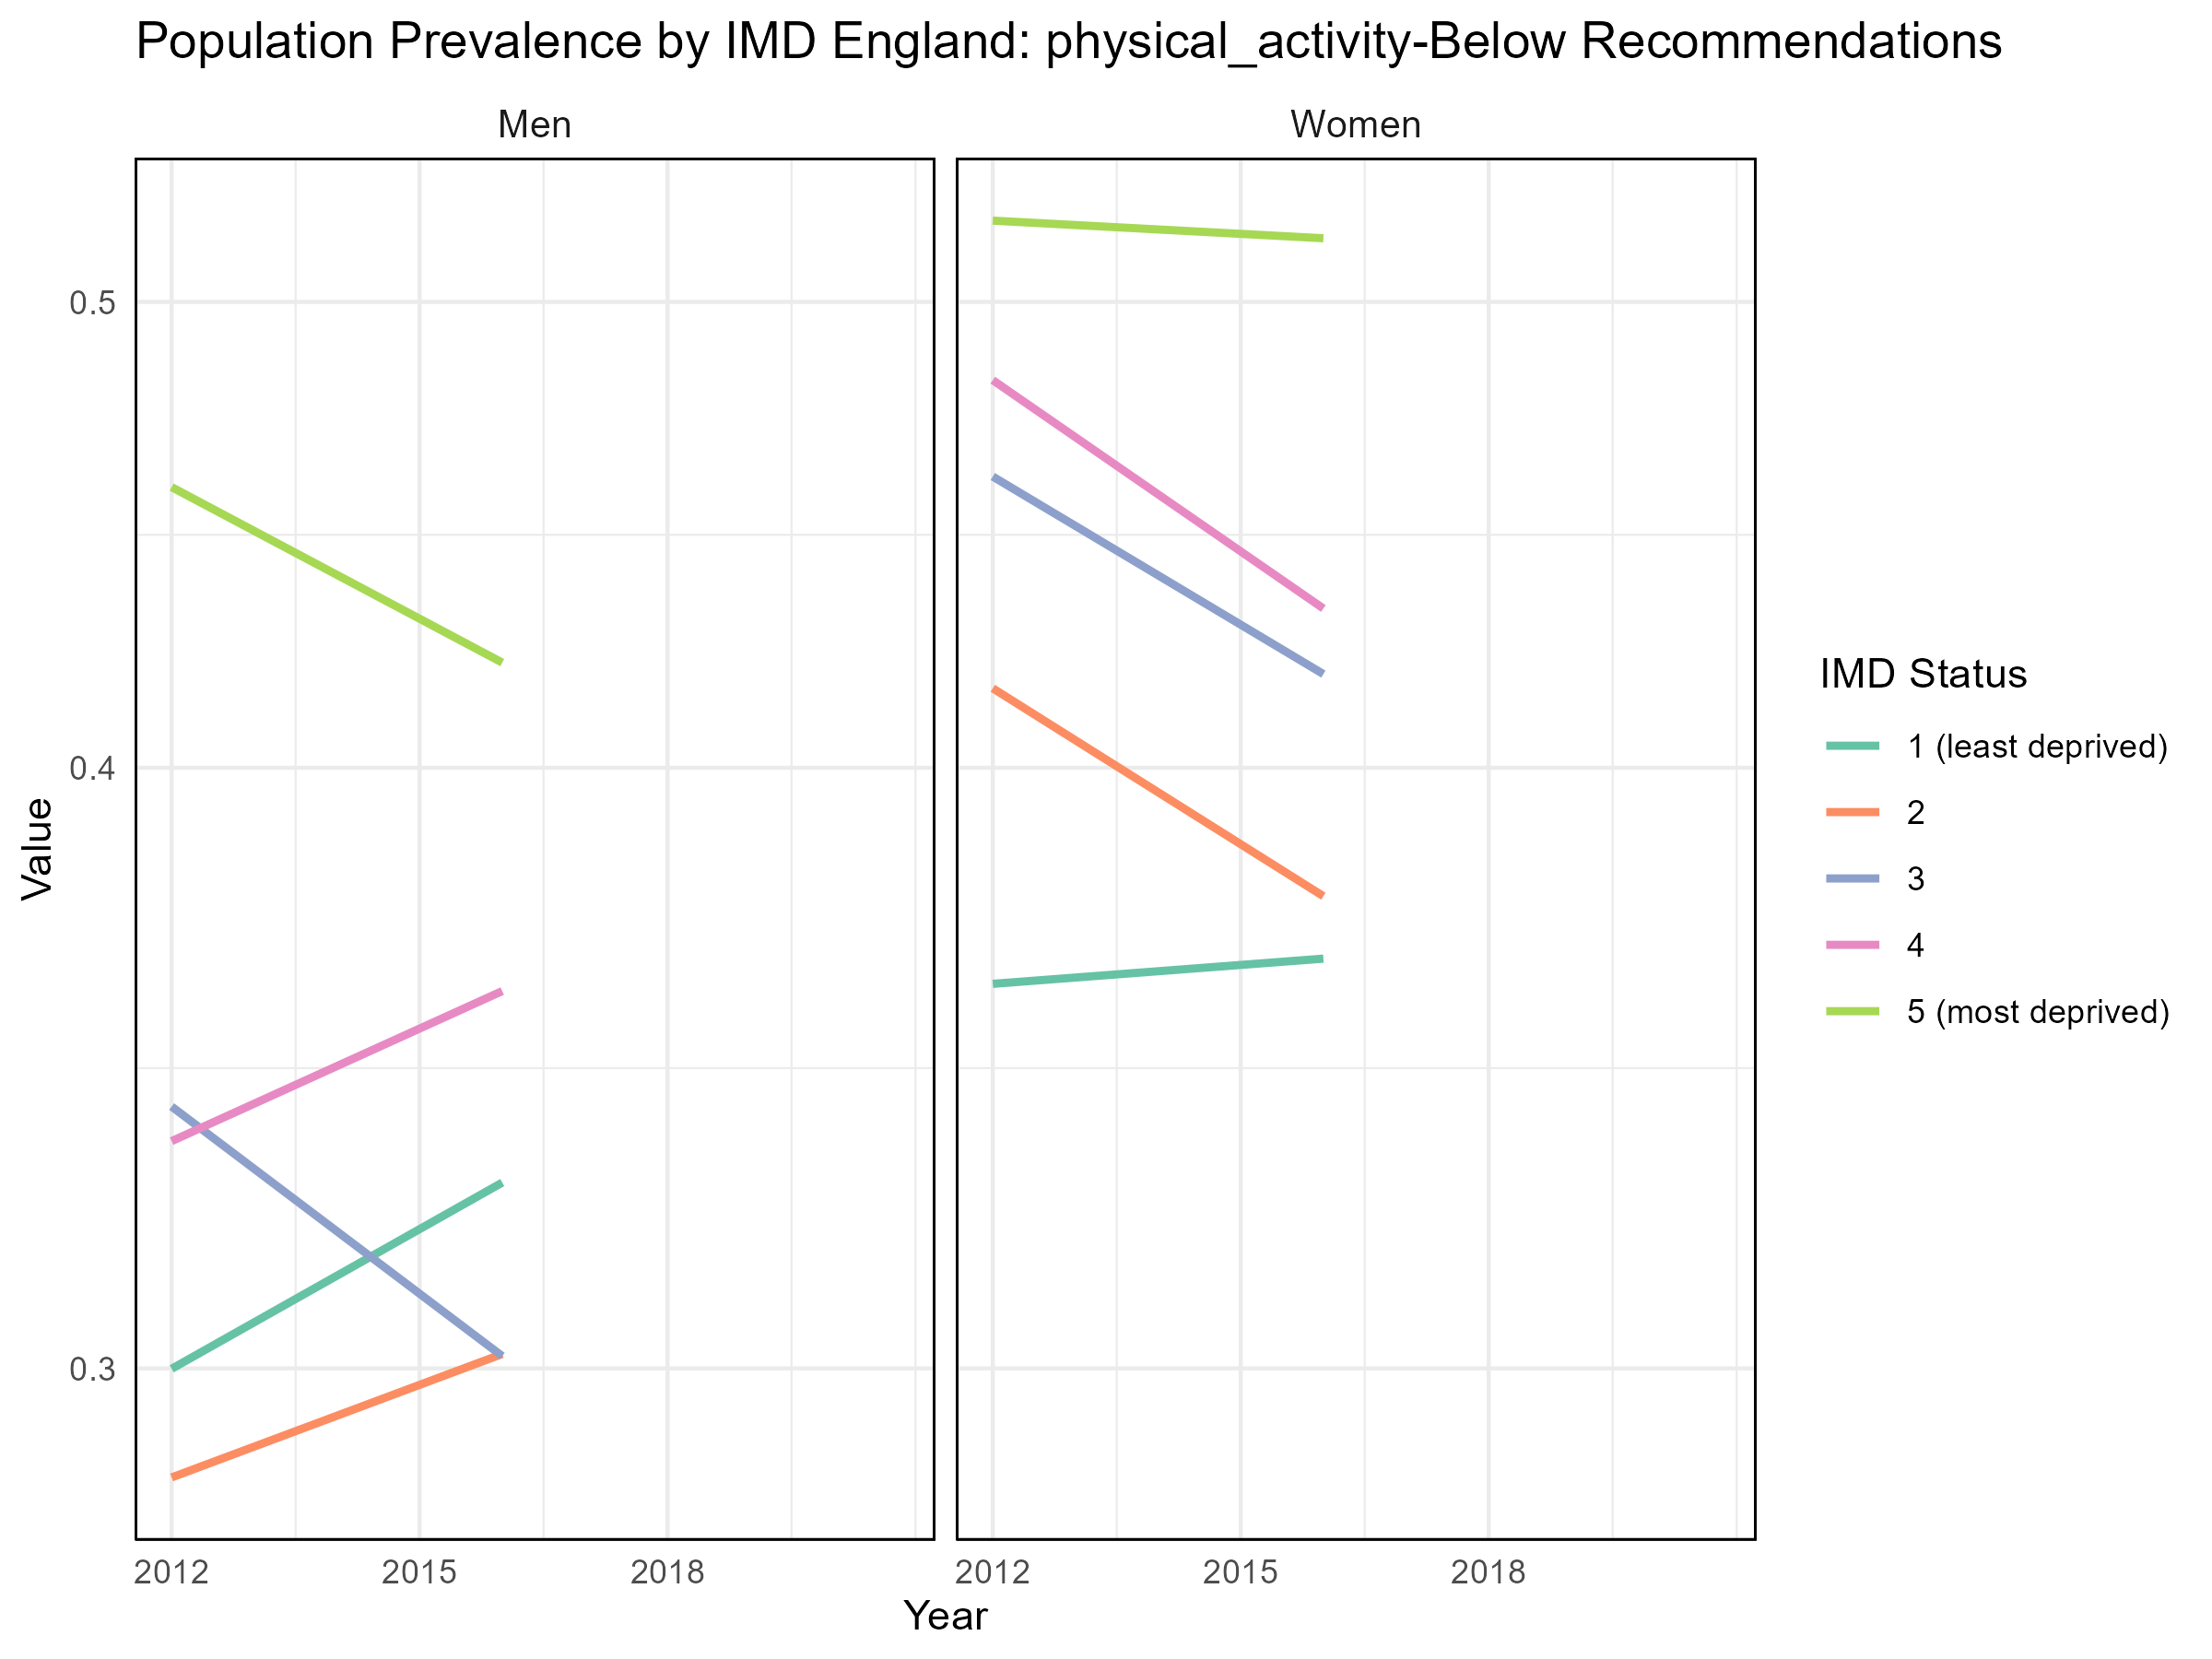 Population Prevalence by IMD England: physical_activity-Below Recommendations
Men
Women
0.5
0.4
0.3
Value
2012
2015
2018
2012
2015
2018
Year
IMD Status
1 (least deprived)
2
3
4
5 (most deprived)